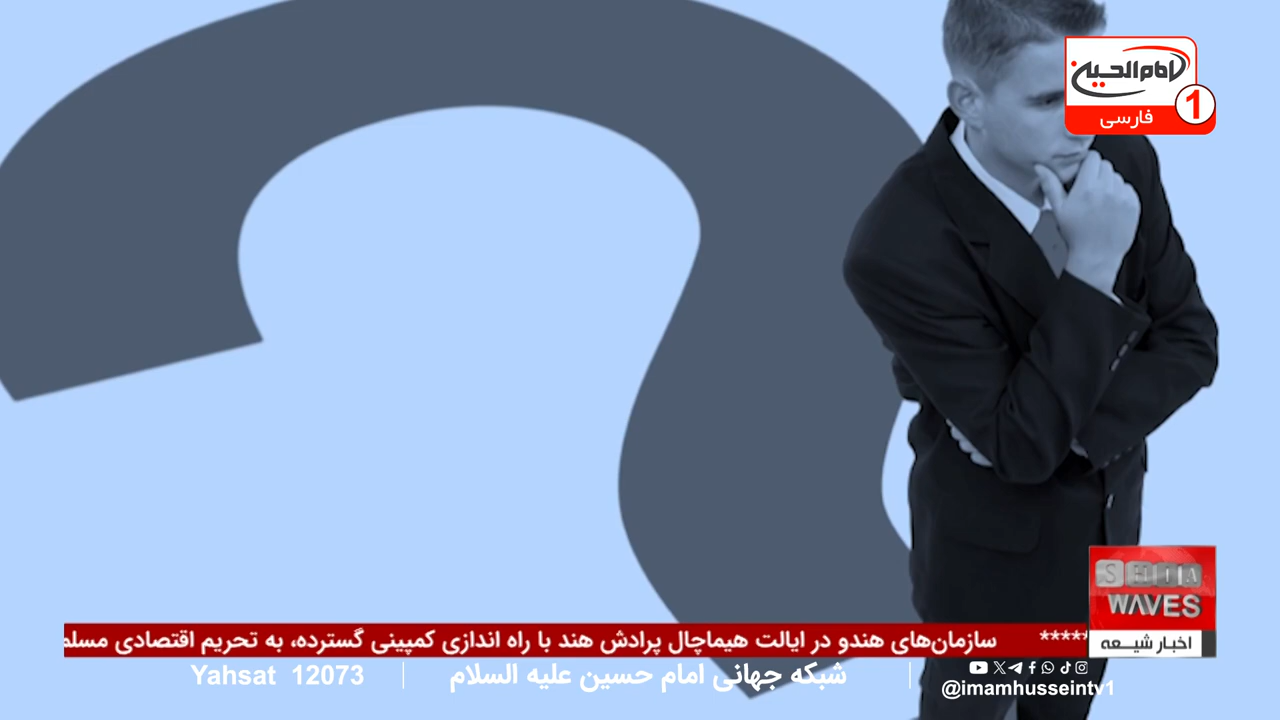 امام الحسین
1
فارسی
SHIA
WAVES
اخبار شیعه
***** سازمان‌های هندو در ایالت هیماچال پرادش هند با راه اندازی کمپینی گسترده، به تحریم اقتصادی مسلم
@imamhusseintv1
شبکه جهانی امام حسین علیه السلام
Yahsat 12073